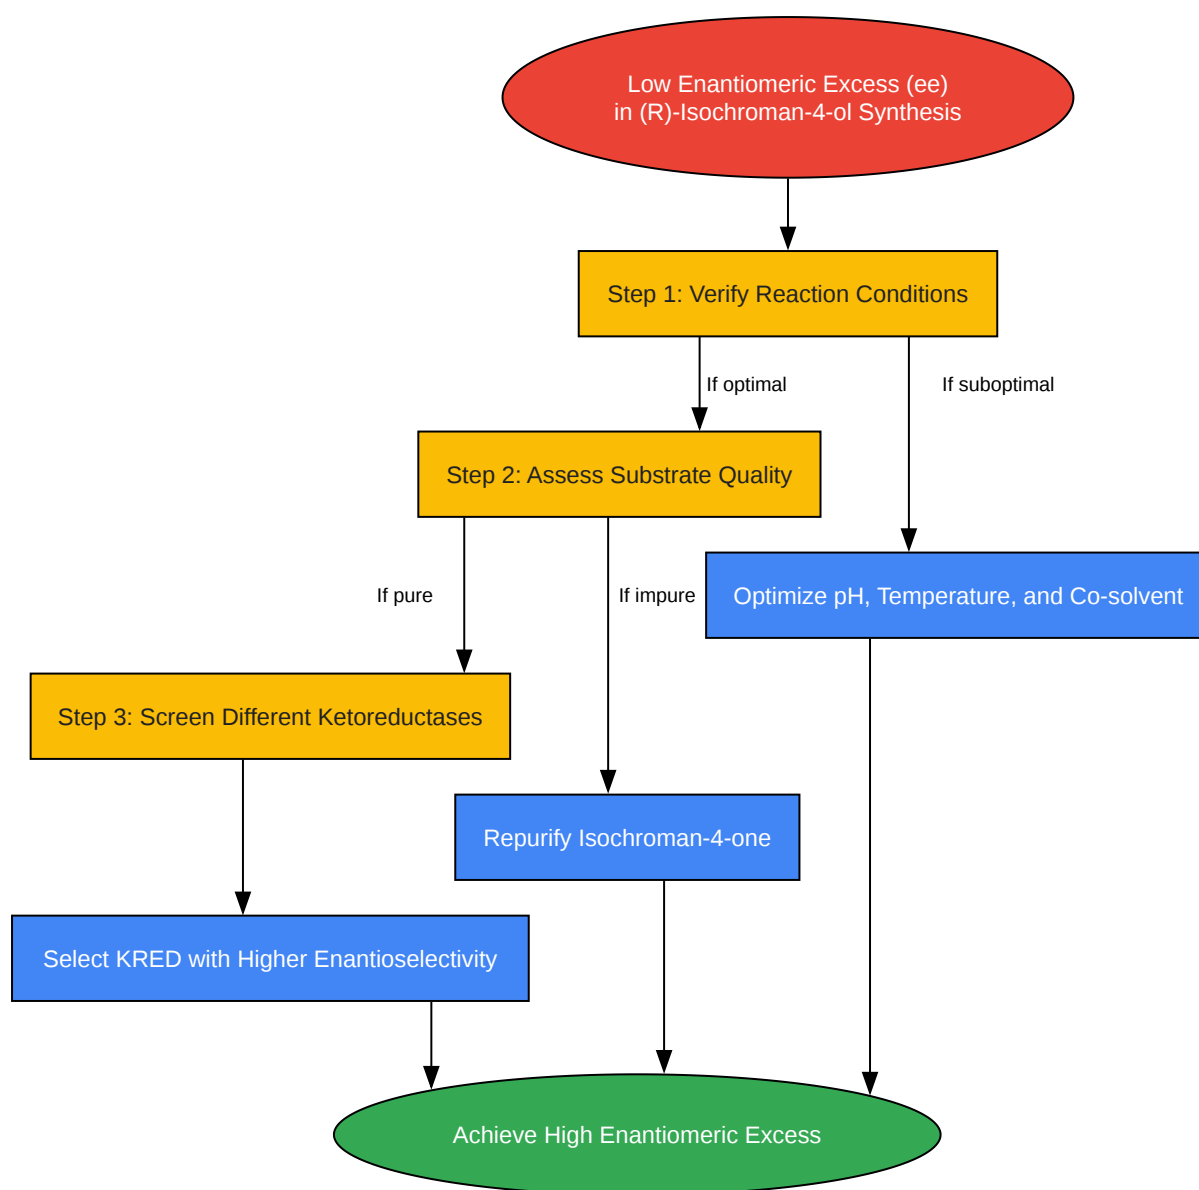 Low Enantiomeric Excess (ee)
in (R)-Isochroman-4-ol Synthesis
Step 1: Verify Reaction Conditions
If optimal
If suboptimal
Step 2: Assess Substrate Quality
If pure
If impure
Optimize pH, Temperature, and Co-solvent
Step 3: Screen Different Ketoreductases
Repurify Isochroman-4-one
Select KRED with Higher Enantioselectivity
Achieve High Enantiomeric Excess